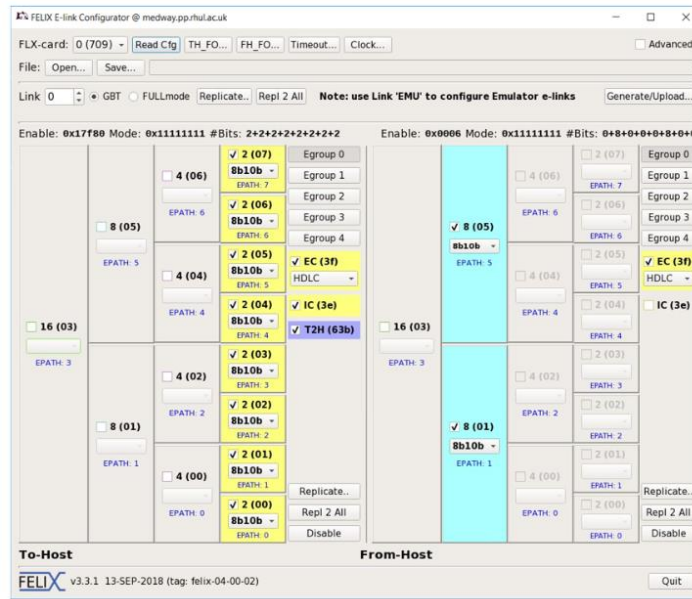 FELIX E-link Configurator @ medway.pp.rhul.ac.uk
FLX-card: 0 (709) Read Cfg TH_FO... FH_FO... Timeout... Clock... Advanced
File: Open... Save...
Link 0 GBT FULLmode Replicate.. Repl 2 All Note: use Link 'EMU' to configure Emulator e-links Generate/Upload...
Enable: 0x17f80 Mode: 0x11111111 #Bits: 2+2+2+2+2+2+2+2
16 (03)
EPATH: 3
8 (05)
EPATH: 5
8 (01)
EPATH: 1
4 (06)
EPATH: 6
4 (04)
EPATH: 4
4 (02)
EPATH: 2
4 (00)
EPATH: 0
2 (07)
8b10b
EPATH: 7
2 (06)
8b10b
EPATH: 6
2 (05)
8b10b
EPATH: 5
2 (04)
8b10b
EPATH: 4
2 (03)
8b10b
EPATH: 3
2 (02)
8b10b
EPATH: 2
2 (01)
8b10b
EPATH: 1
2 (00)
8b10b
EPATH: 0
Egroup 0
Egroup 1
Egroup 2
Egroup 3
Egroup 4
EC (3f)
HDLC
IC (3e)
T2H (63b)
Replicate..
Repl 2 All
Disable
To-Host
Enable: 0x0006 Mode: 0x11111111 #Bits: 0+8+0+0+0+8+0+0
16 (03)
EPATH: 3
8 (05)
8b10b
EPATH: 5
8 (01)
8b10b
EPATH: 1
4 (06)
EPATH: 6
4 (04)
EPATH: 4
4 (02)
EPATH: 2
4 (00)
EPATH: 0
2 (07)
EPATH: 7
2 (06)
EPATH: 6
2 (05)
EPATH: 5
2 (04)
EPATH: 4
2 (03)
EPATH: 3
2 (02)
EPATH: 2
2 (01)
EPATH: 1
2 (00)
EPATH: 0
Egroup 0
Egroup 1
Egroup 2
Egroup 3
Egroup 4
EC (3f)
HDLC
IC (3e)
Replicate..
Repl 2 All
Disable
From-Host
FELIX v3.3.1 13-SEP-2018 (tag: felix-04-00-02)
Quit